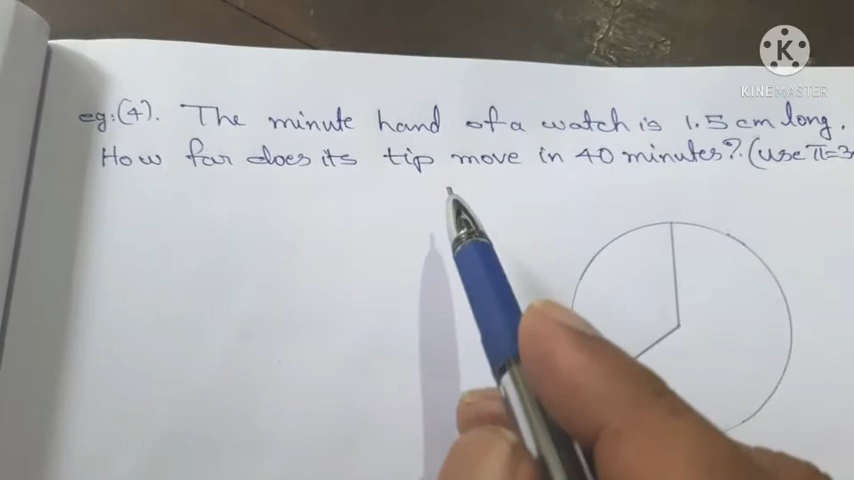 K
KINEMASTER
eg:(4). The minute hand of a watch is 1.5 cm long.
How far does its tip move in 40 minutes? (use π=3